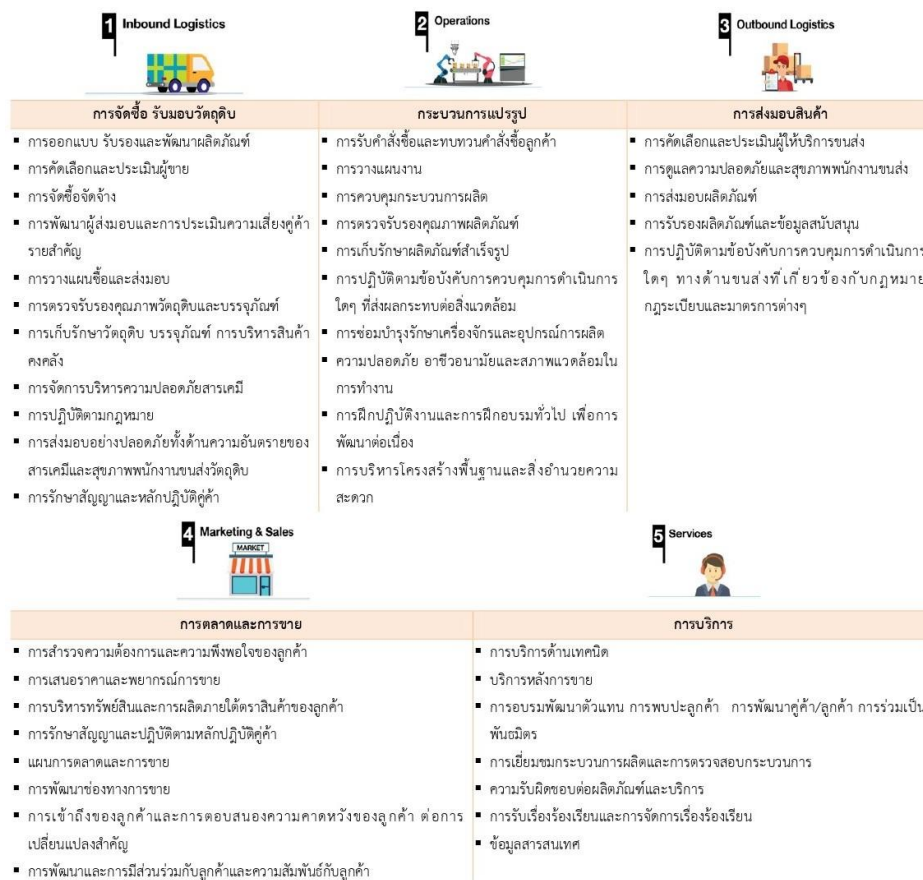 1 Inbound Logistics
การจัดซื้อ รับมอบวัตถุดิบ
▪ การออกแบบ รับรองและพัฒนาผลิตภัณฑ์
▪ การคัดเลือกและประเมินผู้ขาย
▪ การจัดซื้อจัดจ้าง
▪ การพัฒนาผู้ส่งมอบและการประเมินความเสี่ยงคู่ค้า
รายสำคัญ
▪ การวางแผนซื้อและส่งมอบ
▪ การตรวจรับรองคุณภาพวัตถุดิบและบรรจุภัณฑ์
▪ การเก็บรักษาวัตถุดิบ บรรจุภัณฑ์ การบริหารสินค้า
คงคลัง
▪ การจัดการบริหารความปลอดภัยสารเคมี
▪ การปฏิบัติตามกฎหมาย
▪ การส่งมอบอย่างปลอดภัยทั้งด้านความอันตรายของ
สารเคมีและสุขภาพพนักงานขนส่งวัตถุดิบ
▪ การรักษาสัญญาและหลักปฏิบัติคู่ค้า
2 Operations
กระบวนการแปรรูป
▪ การรับคำสั่งซื้อและทบทวนคำสั่งซื้อลูกค้า
▪ การวางแผนงาน
▪ การควบคุมกระบวนการผลิต
▪ การตรวจรับรองคุณภาพผลิตภัณฑ์
▪ การเก็บรักษาผลิตภัณฑ์สำเร็จรูป
▪ การปฏิบัติตามข้อบังคับการควบคุมการดำเนินการ
ใดๆ ที่ส่งผลกระทบต่อสิ่งแวดล้อม
▪ การซ่อมบำรุงรักษาเครื่องจักรและอุปกรณ์การผลิต
▪ ความปลอดภัย อาชีวอนามัยและสภาพแวดล้อมใน
การทำงาน
▪ การฝึกปฏิบัติงานและการฝึกอบรมทั่วไป เพื่อการ
พัฒนาต่อเนื่อง
▪ การบริหารโครงสร้างพื้นฐานและสิ่งอำนวยความ
สะดวก
3 Outbound Logistics
การส่งมอบสินค้า
▪ การคัดเลือกและประเมินผู้ให้บริการขนส่ง
▪ การดูแลความปลอดภัยและสุขภาพพนักงานขนส่ง
▪ การส่งมอบผลิตภัณฑ์
▪ การรับรองผลิตภัณฑ์และข้อมูลสนับสนุน
▪ การปฏิบัติตามข้อบังคับการควบคุมการดำเนินการ
ใดๆ ทางด้านขนส่งที่เกี่ยวข้องกับกฎหมาย
กฎระเบียบและมาตรการต่างๆ
4 Marketing & Sales
MARKET
การตลาดและการขาย
▪ การสำรวจความต้องการและความพึงพอใจของลูกค้า
▪ การเสนอราคาและพยากรณ์การขาย
▪ การบริหารทรัพย์สินและการผลิตภายใต้ตราสินค้าของลูกค้า
▪ การรักษาสัญญาและปฏิบัติตามหลักปฏิบัติคู่ค้า
▪ แผนการตลาดและการขาย
▪ การพัฒนาช่องทางการขาย
▪ การเข้าถึงของลูกค้าและการตอบสนองความคาดหวังของลูกค้า ต่อการ
เปลี่ยนแปลงสำคัญ
▪ การพัฒนาและการมีส่วนร่วมกับลูกค้าและความสัมพันธ์กับลูกค้า
5 Services
การบริการ
▪ การบริการด้านเทคนิด
▪ บริการหลังการขาย
▪ การอบรมพัฒนาตัวแทน การพบปะลูกค้า การพัฒนาคู่ค้า/ลูกค้า การร่วมเป็น
พันธมิตร
▪ การเยี่ยมชมกระบวนการผลิตและการตรวจสอบกระบวนการ
▪ ความรับผิดชอบต่อผลิตภัณฑ์และบริการ
▪ การรับเรื่องร้องเรียนและการจัดการเรื่องร้องเรียน
▪ ข้อมูลสารสนเทศ